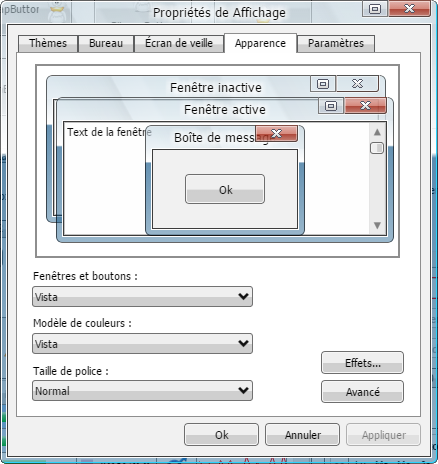 Propriétés de Affichage
Thèmes
Bureau
Écran de veille
Apparence
Paramètres
Fenêtre inactive
Fenêtre active
Text de la fenêtre
Boîte de messag
Ok
Fenêtres et boutons :
Vista
Modèle de couleurs :
Vista
Effets...
Taille de police :
Normal
Avancé
Ok
Annuler
Appliquer